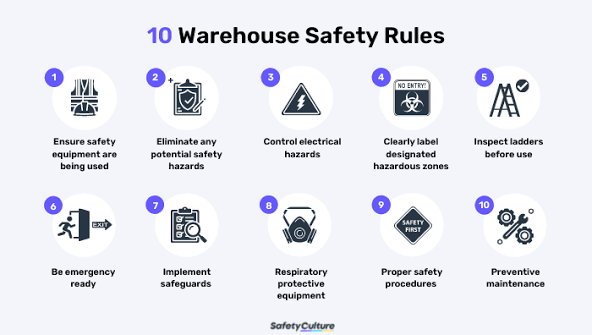 10 Warehouse Safety Rules
1
Ensure safety
equipment are
being used
2
Eliminate any
potential safety
hazards
3
Control electrical
hazards
4
NO ENTRY!
Clearly label
designated
hazardous zones
5
Inspect ladders
before use
6
EXIT
Be emergency
ready
7
Implement
safeguards
8
Respiratory
protective
equipment
9
SAFETY
FIRST
Proper safety
procedures
10
Preventive
maintenance
SafetyCulture